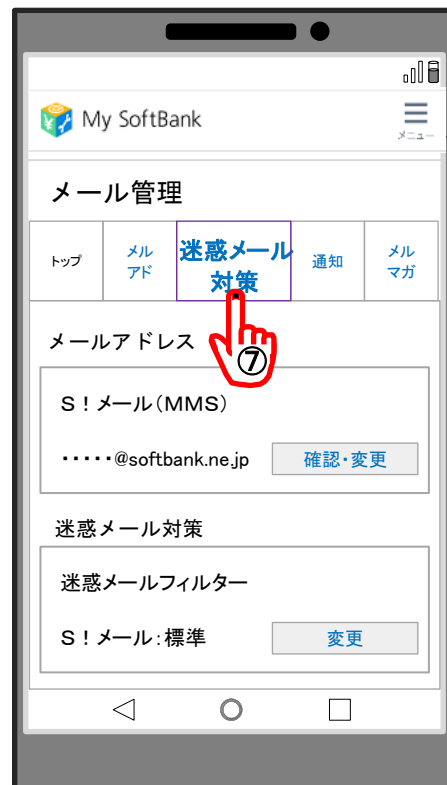 My SoftBank
メニュー
メール管理
トップ
メル
アド
迷惑メール
対策
通知
メル
マガ
⑦
メールアドレス
S!メール(MMS)
・・・・・@softbank.ne.jp
確認・変更
迷惑メール対策
迷惑メールフィルター
S!メール:標準
変更